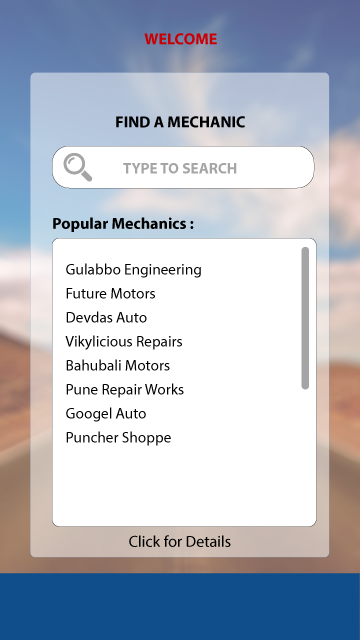 WELCOME
FIND A MECHANIC
TYPE TO SEARCH
Popular Mechanics :
Gulabbo Engineering
Future Motors
Devdas Auto
Vikylicious Repairs
Bahubali Motors
Pune Repair Works
Googel Auto
Puncher Shoppe
Click for Details